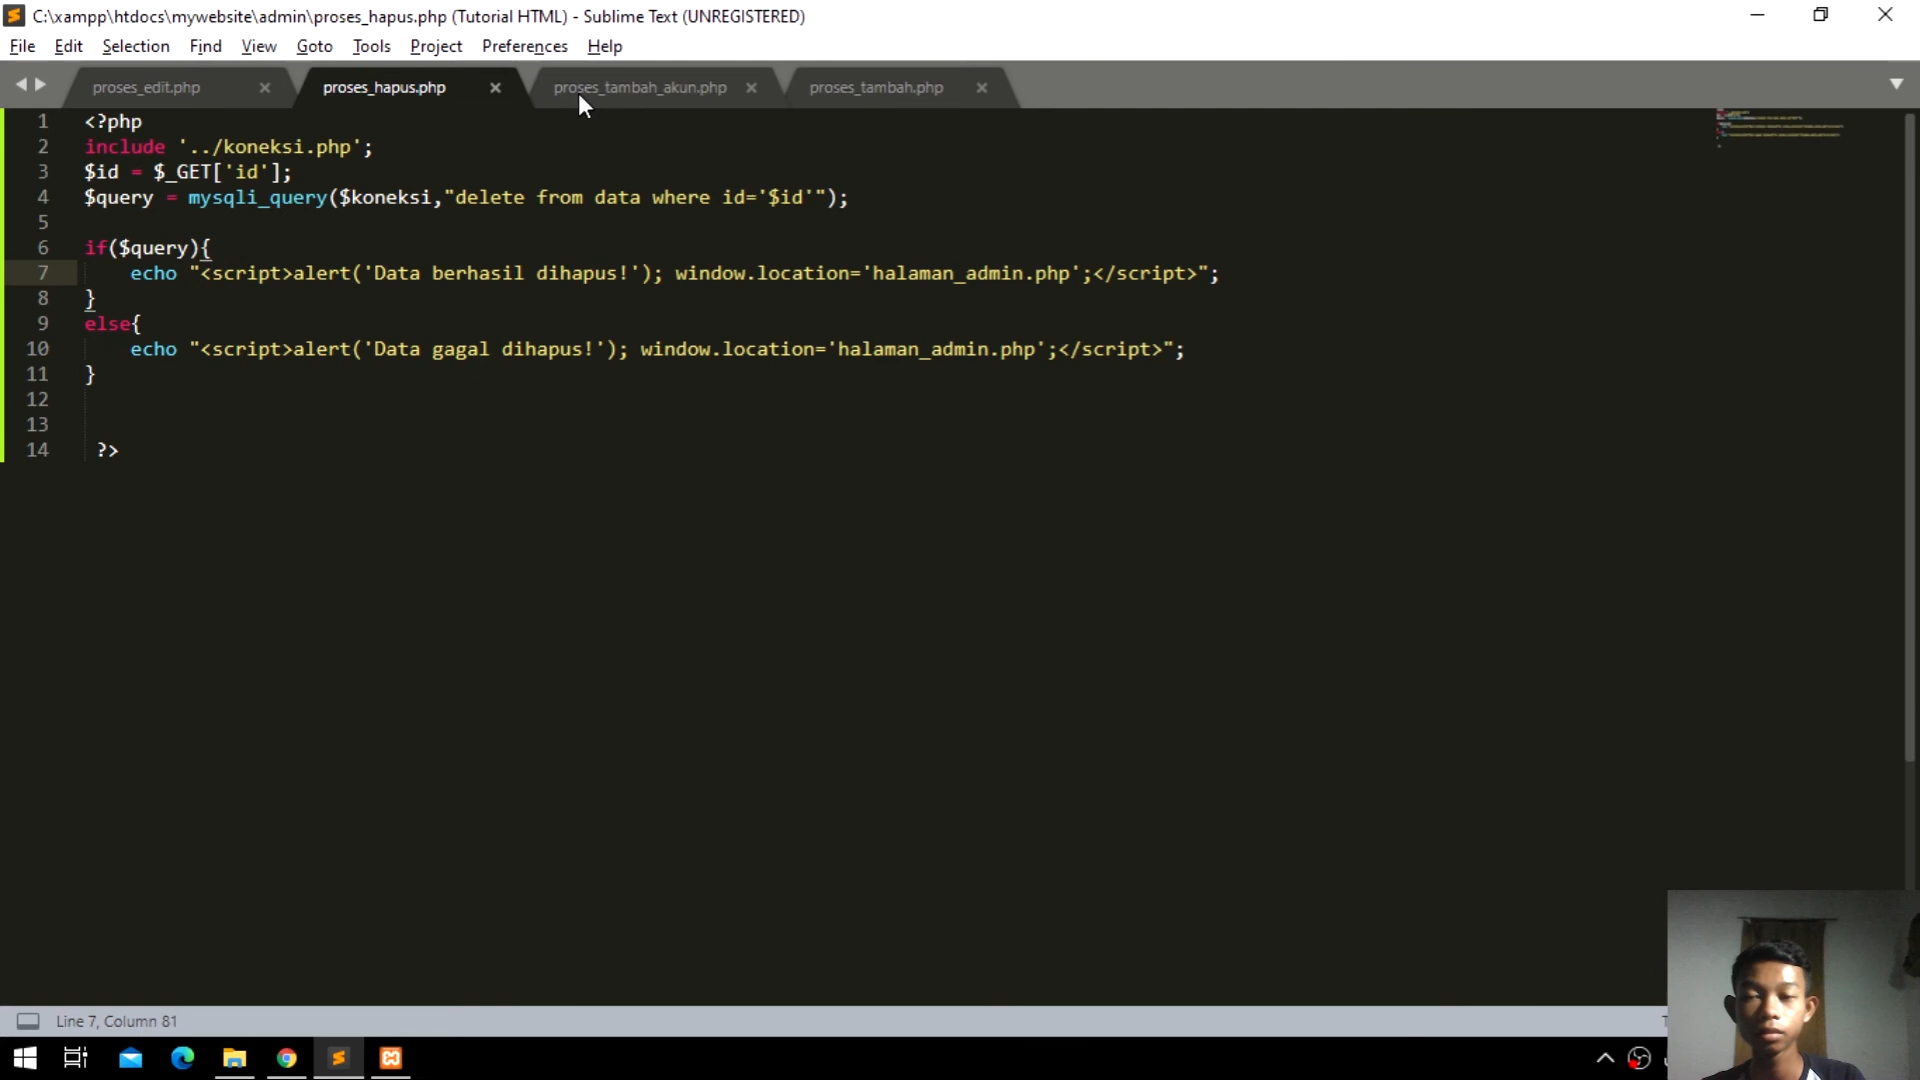 C:\xampp\htdocs\mywebsite\admin\proses_hapus.php (Tutorial HTML) - Sublime Text (UNREGISTERED)
File Edit Selection Find View Goto Tools Project Preferences Help
proses_edit.php proses_hapus.php proses_tambah_akun.php proses_tambah.php
1 <?php
2 include '../koneksi.php';
3 $id = $_GET['id'];
4 $query = mysqli_query($koneksi,"delete from data where id='$id'");
5
6 if($query){
7 echo "<script>alert('Data berhasil dihapus!'); window.location='halaman_admin.php';</script>";
8 }
9 else{
10 echo "<script>alert('Data gagal dihapus!'); window.location='halaman_admin.php';</script>";
11 }
12
13
14 ?>
Line 7, Column 81